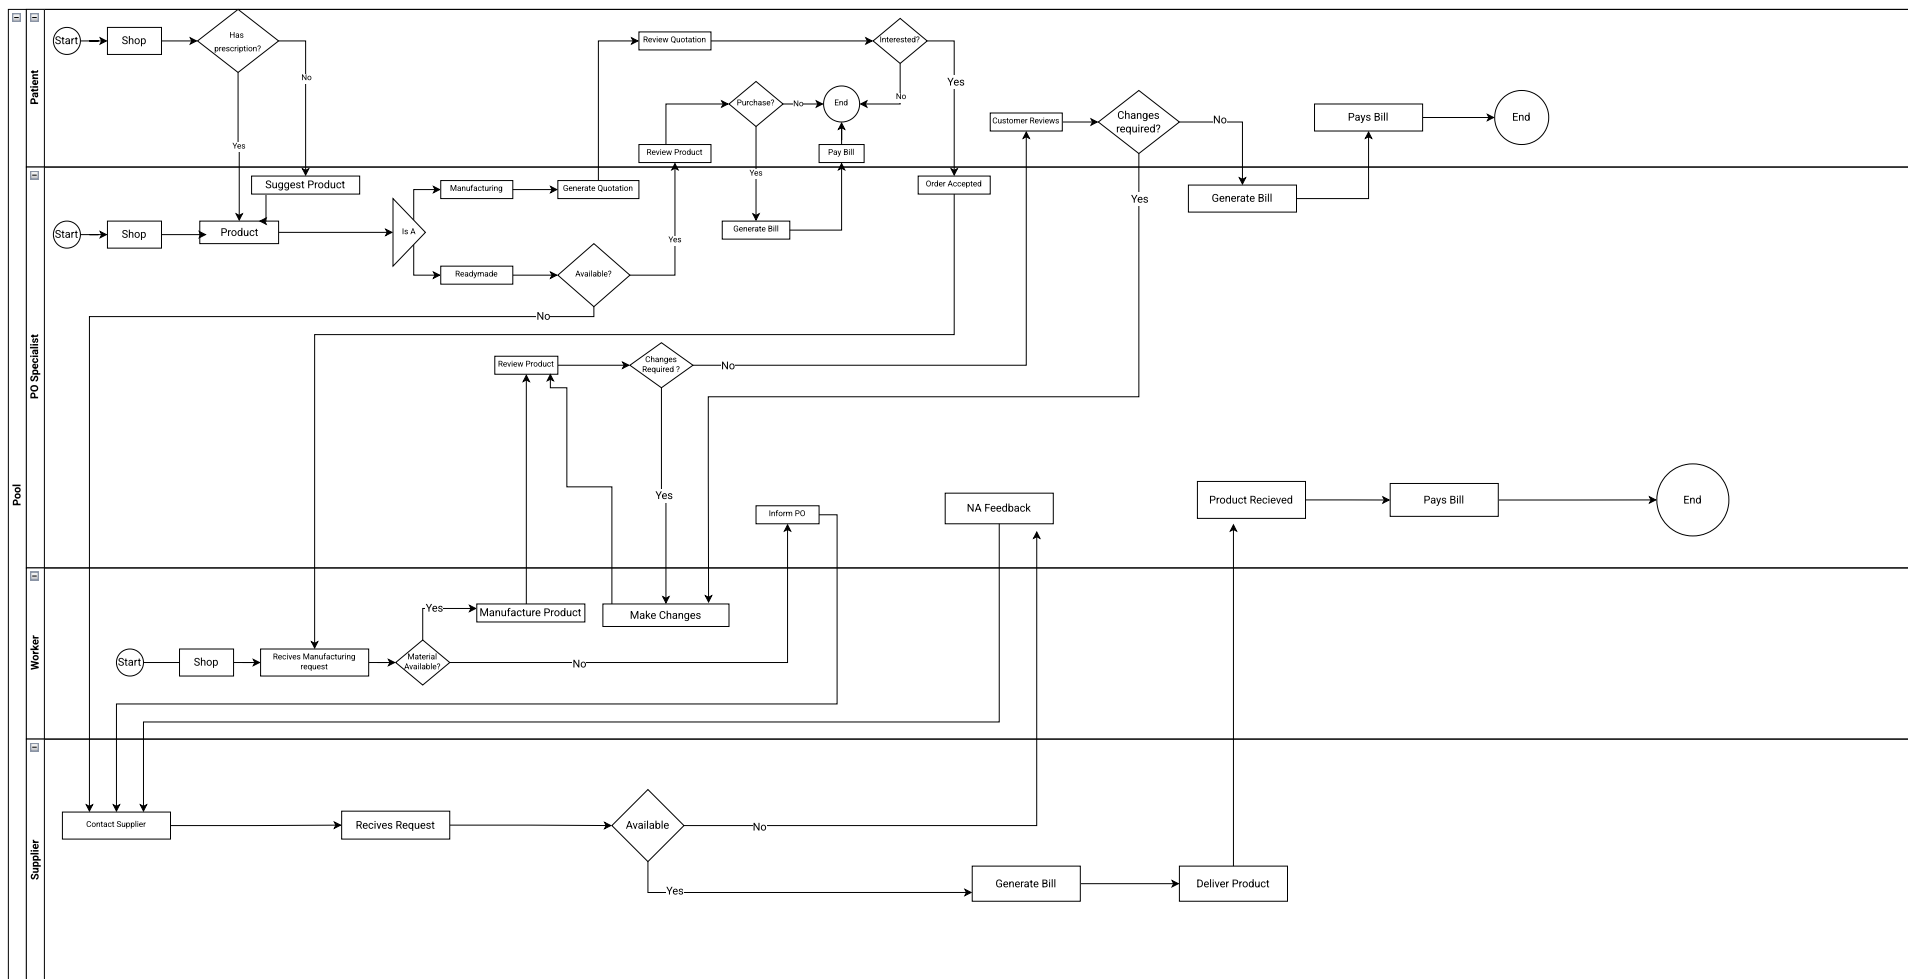 Pool
Patient
Start
Shop
Has
prescription?
No
Yes
Review Quotation
Interested?
Yes
No
Purchase?
No
End
Review Product
Pay Bill
Customer Reviews
Changes
required?
No
Pays Bill
End
PO Specialist
Start
Shop
Suggest Product
Product
Is A
Manufacturing
Generate Quotation
Readymade
Available?
Yes
No
Yes
Generate Bill
Order Accepted
Yes
Generate Bill
Review Product
Changes
Required ?
No
Yes
Inform PO
NA Feedback
Product Recieved
Pays Bill
End
Worker
Start
Shop
Recives Manufacturing
request
Material
Available?
Yes
Manufacture Product
Make Changes
No
Supplier
Contact Supplier
Recives Request
Available
No
Yes
Generate Bill
Deliver Product